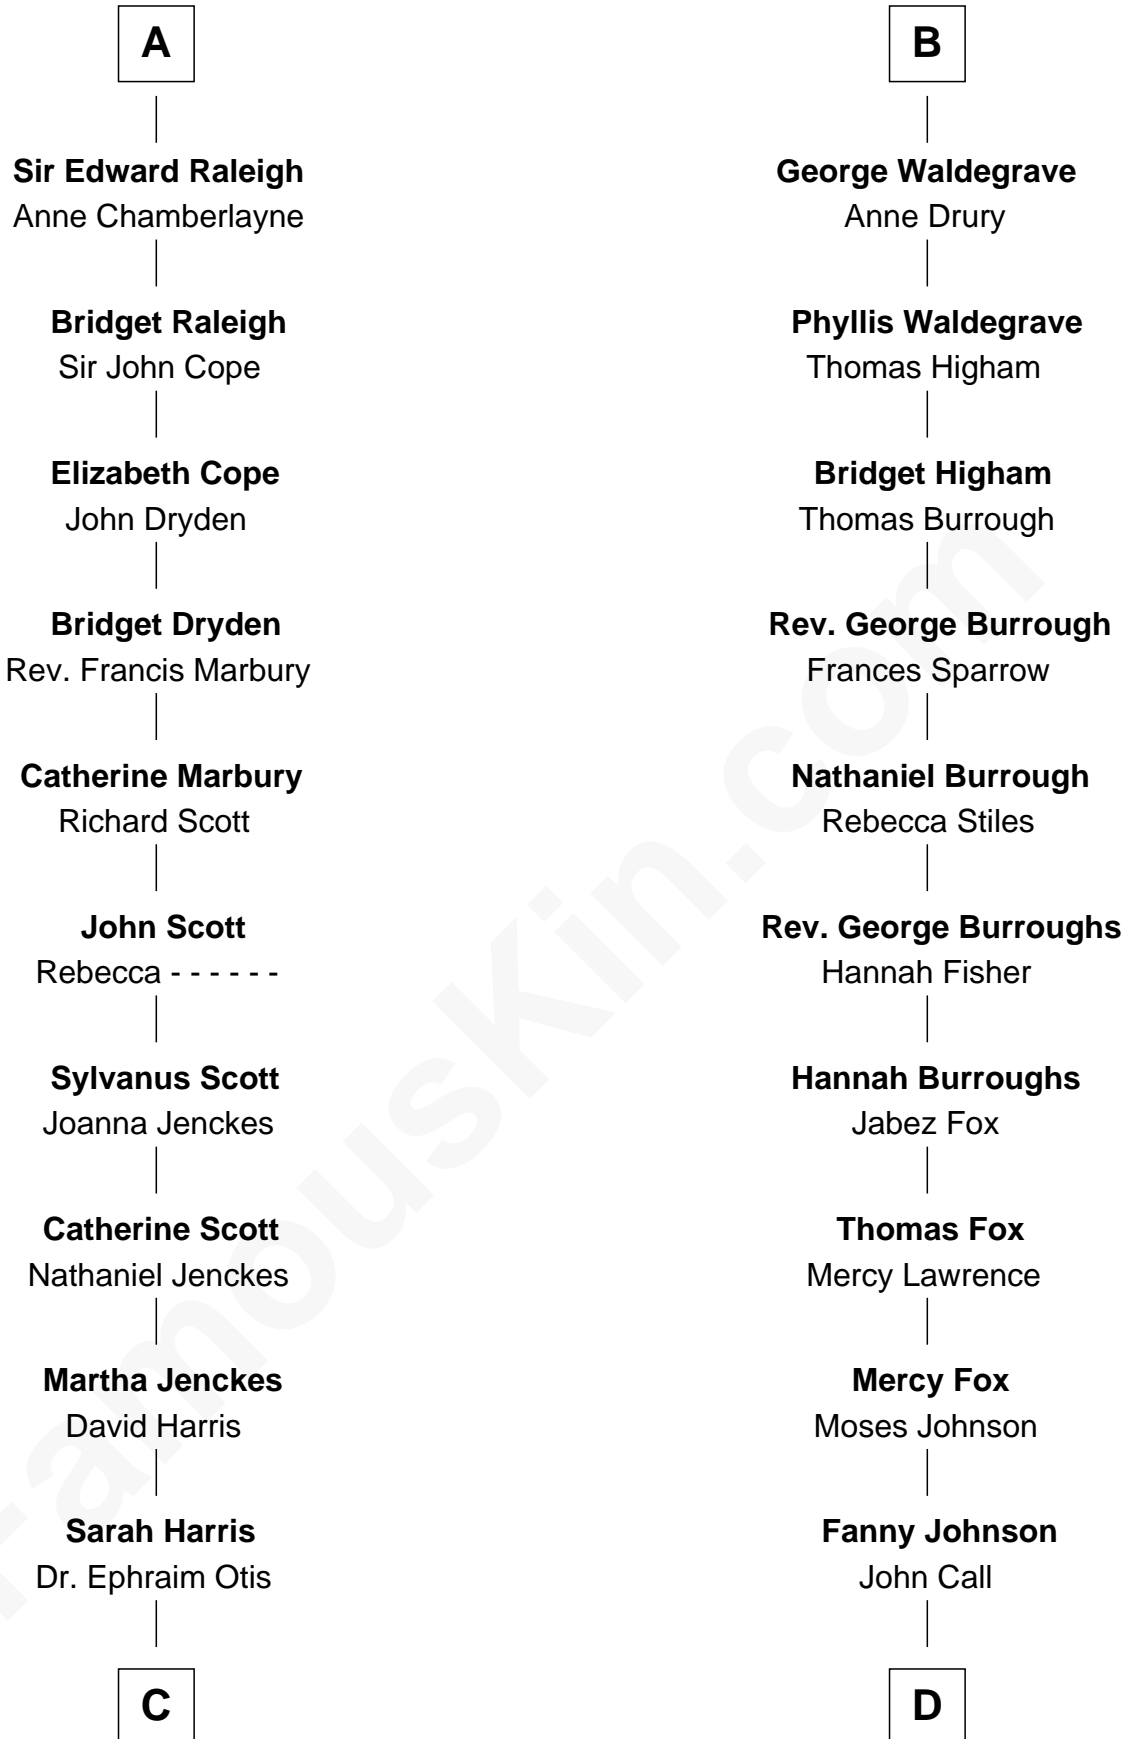 A
Sir Edward Raleigh
Anne Chamberlayne
Bridget Raleigh
Sir John Cope
Elizabeth Cope
John Dryden
Bridget Dryden
Rev. Francis Marbury
Catherine Marbury
Richard Scott
John Scott
Rebecca - - - - - -
Sylvanus Scott
Joanna Jenckes
Catherine Scott
Nathaniel Jenckes
Martha Jenckes
David Harris
Sarah Harris
Dr. Ephraim Otis
C
B
George Waldegrave
Anne Drury
Phyllis Waldegrave
Thomas Higham
Bridget Higham
Thomas Burrough
Rev. George Burrough
Frances Sparrow
Nathaniel Burrough
Rebecca Stiles
Rev. George Burroughs
Hannah Fisher
Hannah Burroughs
Jabez Fox
Thomas Fox
Mercy Lawrence
Mercy Fox
Moses Johnson
Fanny Johnson
John Call
D
FamousKin.com